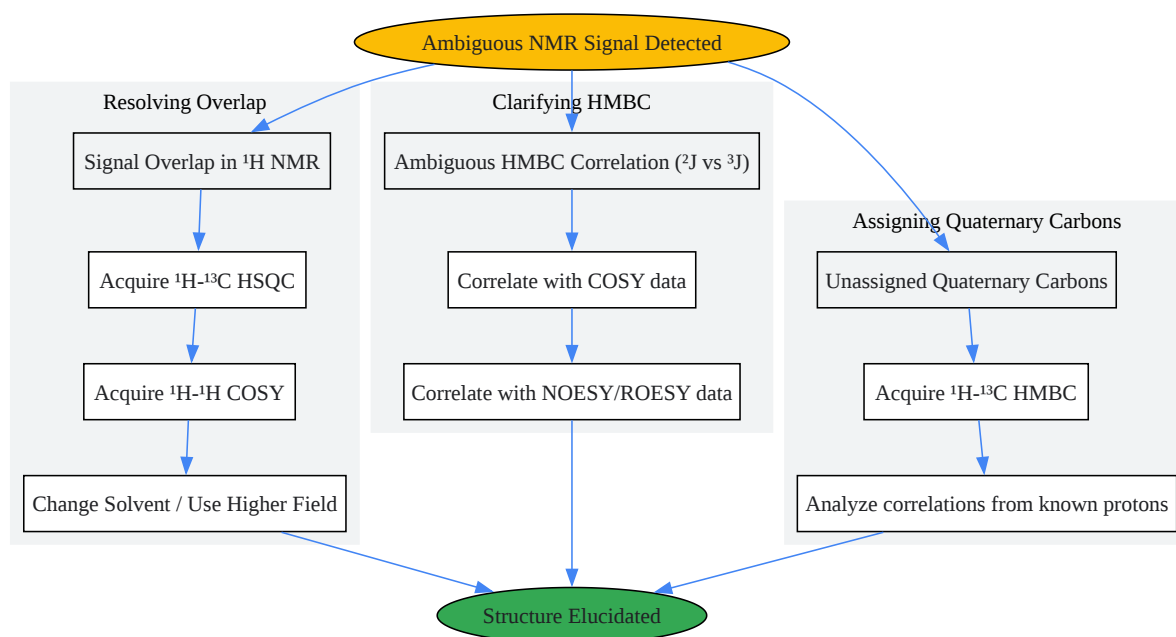 Ambiguous NMR Signal Detected
Resolving Overlap
Signal Overlap in ¹H NMR
Acquire ¹H-¹³C HSQC
Acquire ¹H-¹H COSY
Change Solvent / Use Higher Field
Clarifying HMBC
Ambiguous HMBC Correlation (²J vs ³J)
Correlate with COSY data
Correlate with NOESY/ROESY data
Assigning Quaternary Carbons
Unassigned Quaternary Carbons
Acquire ¹H-¹³C HMBC
Analyze correlations from known protons
Structure Elucidated